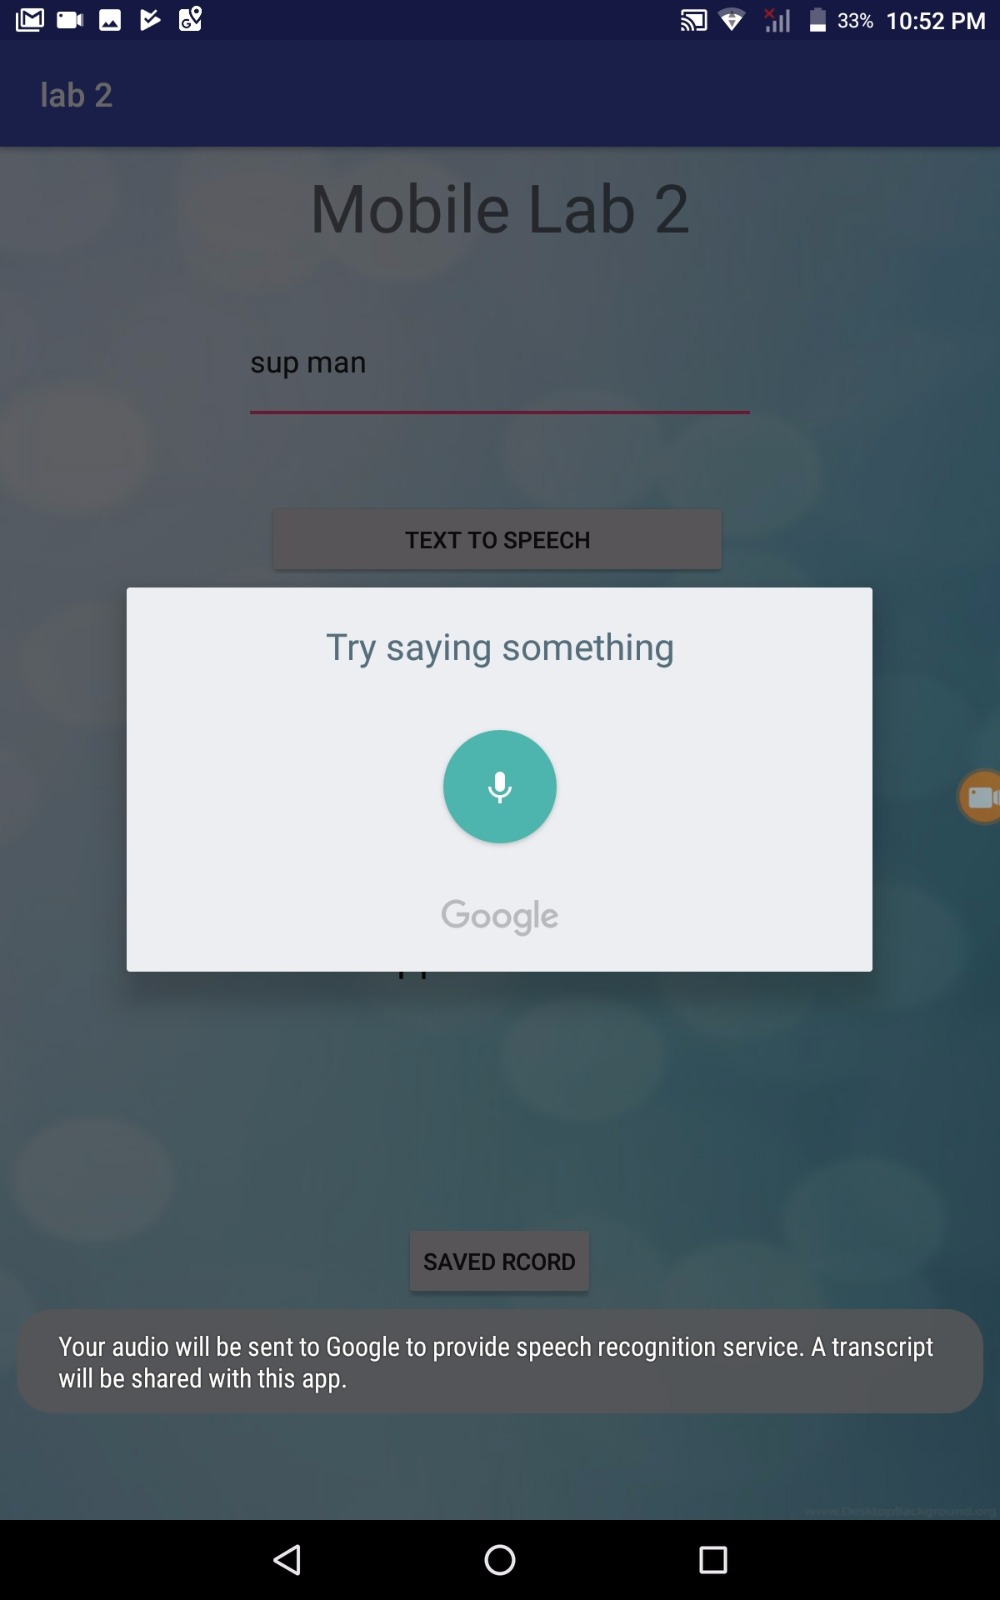 33% 10:52 PM
lab 2
Mobile Lab 2
sup man
TEXT TO SPEECH
Try saying something
Google
SAVED RCORD
Your audio will be sent to Google to provide speech recognition service. A transcript
will be shared with this app.